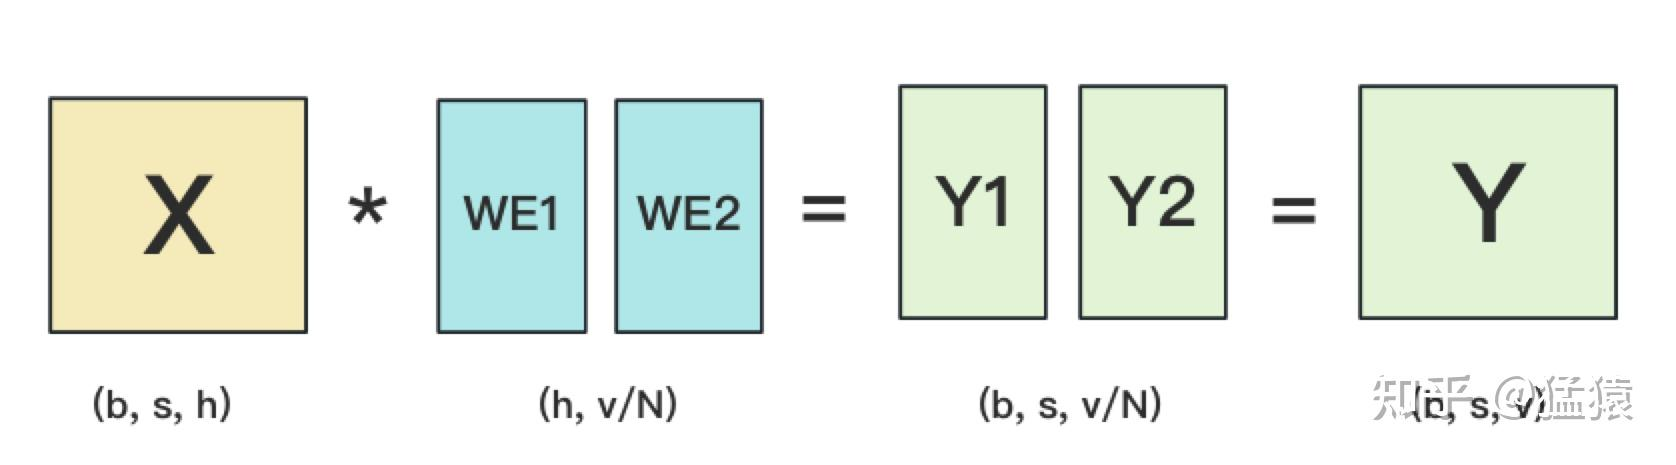 X * WE1 WE2 = Y1 Y2 = Y
(b, s, h) (h, v/N) (b, s, v/N) (b, s, v)
知乎 @猛猿